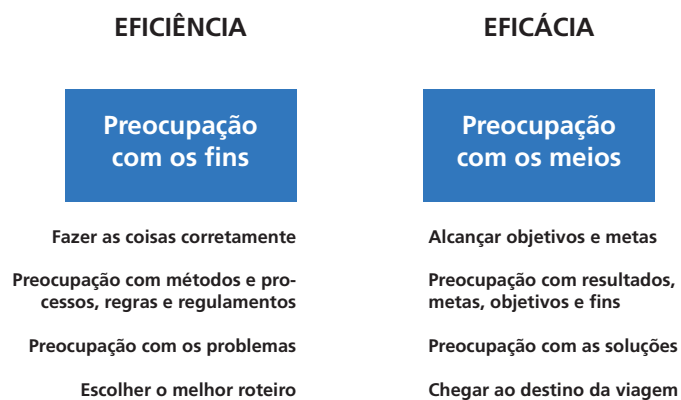 EFICIÊNCIA
EFICÁCIA
Preocupação
com os fins
Preocupação
com os meios
Fazer as coisas corretamente
Preocupação com métodos e pro-
cessos, regras e regulamentos
Preocupação com os problemas
Escolher o melhor roteiro
Alcançar objetivos e metas
Preocupação com resultados,
metas, objetivos e fins
Preocupação com as soluções
Chegar ao destino da viagem